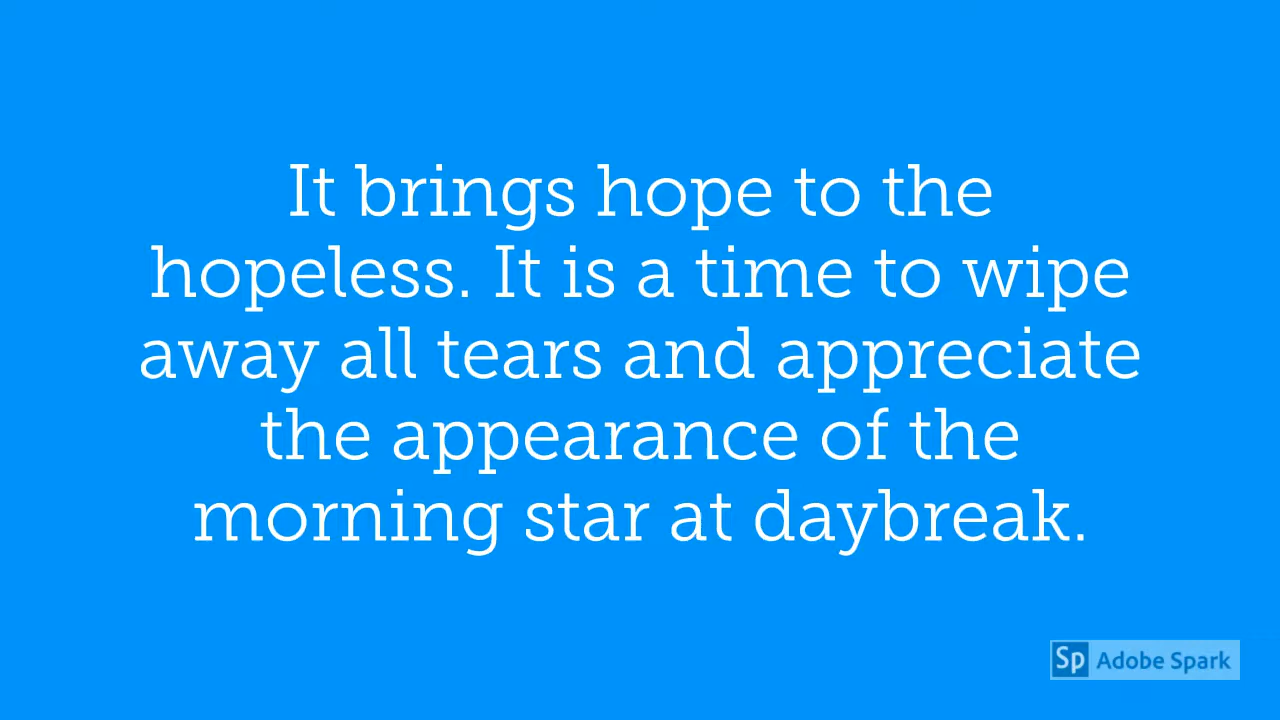 It brings hope to the
hopeless. It is a time to wipe
away all tears and appreciate
the appearance of the
morning star at daybreak.
Sp Adobe Spark